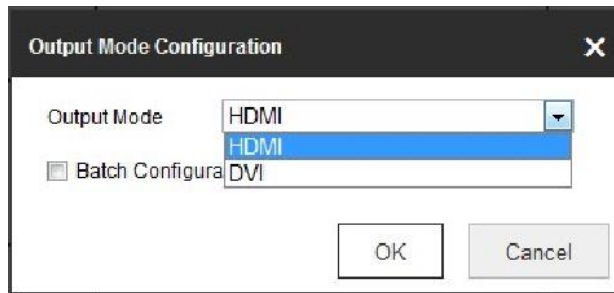 Output Mode Configuration
Output Mode HDMI
HDMI
Batch Configura DVI
OK Cancel